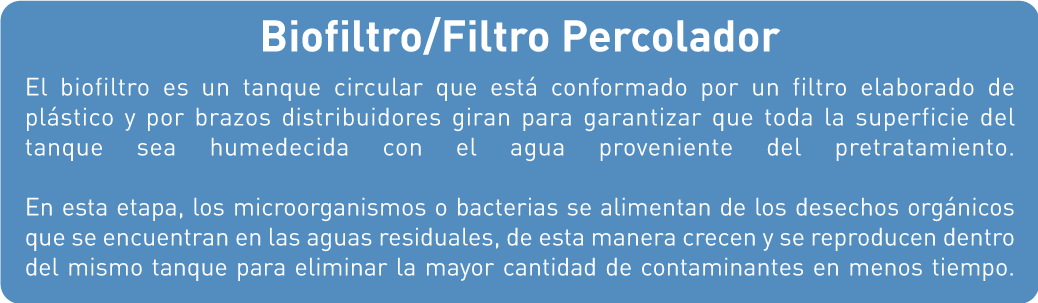 Biofiltro/Filtro Percolador
El biofiltro es un tanque circular que está conformado por un filtro elaborado de
plástico y por brazos distribuidores giran para garantizar que toda la superficie del
tanque sea humedecida con el agua proveniente del pretratamiento.
En esta etapa, los microorganismos o bacterias se alimentan de los desechos orgánicos
que se encuentran en las aguas residuales, de esta manera crecen y se reproducen dentro
del mismo tanque para eliminar la mayor cantidad de contaminantes en menos tiempo.